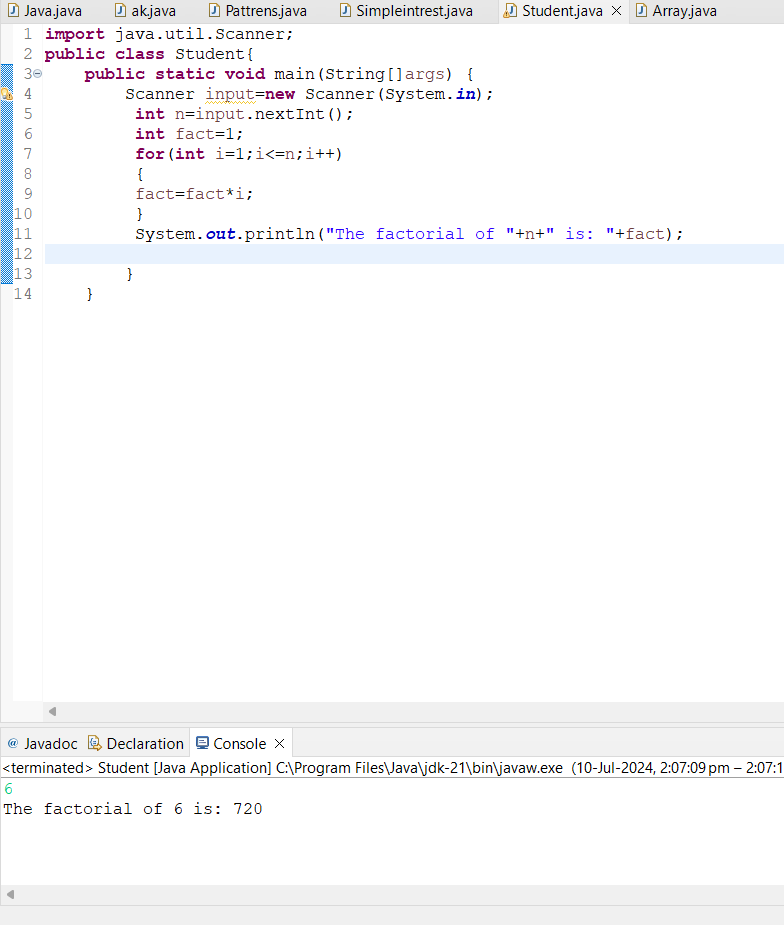 Java.java ak.java Pattrens.java Simpleintrest.java Student.java Array.java
1 import java.util.Scanner;
2 public class Student{
3 public static void main(String[]args) {
4 Scanner input=new Scanner(System.in);
5 int n=input.nextInt();
6 int fact=1;
7 for(int i=1;i<=n;i++)
8 {
9 fact=fact*i;
10 }
11 System.out.println("The factorial of "+n+" is: "+fact);
12
13 }
14 }
@ Javadoc Declaration Console
<terminated> Student [Java Application] C:\Program Files\Java\jdk-21\bin\javaw.exe (10-Jul-2024, 2:07:09 pm – 2:07:1
6
The factorial of 6 is: 720